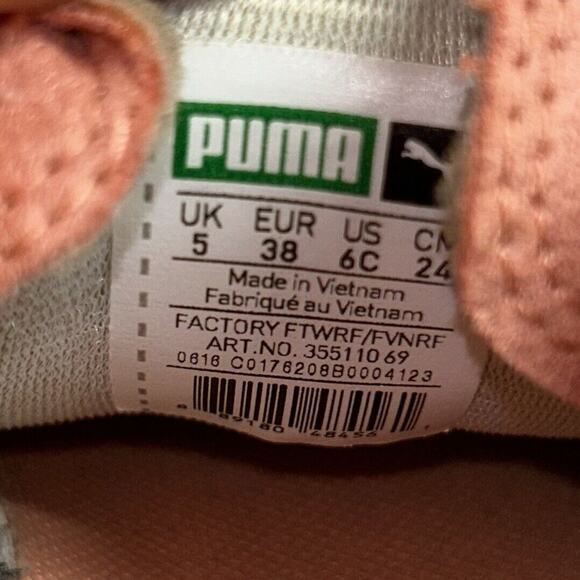 PUMA
UK EUR US CM
5 38 6C 24
Made in Vietnam
Fabriqué au Vietnam
FACTORY FTWRF/FVNRF
ART.NO. 355110 69
0616 C0176208B0004123